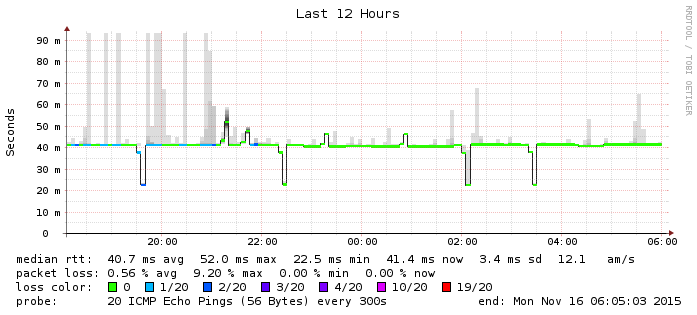 Last 12 Hours
RRDTOOL / TOBI OETIKER
Seconds
90 m
80 m
70 m
60 m
50 m
40 m
30 m
20 m
10 m
0
20:00 22:00 00:00 02:00 04:00 06:00
median rtt: 40.7 ms avg 52.0 ms max 22.5 ms min 41.4 ms now 3.4 ms sd 12.1 am/s
packet loss: 0.56 % avg 9.20 % max 0.00 % min 0.00 % now
loss color: 0 1/20 2/20 3/20 4/20 10/20 19/20
probe: 20 ICMP Echo Pings (56 Bytes) every 300s end: Mon Nov 16 06:05:03 2015